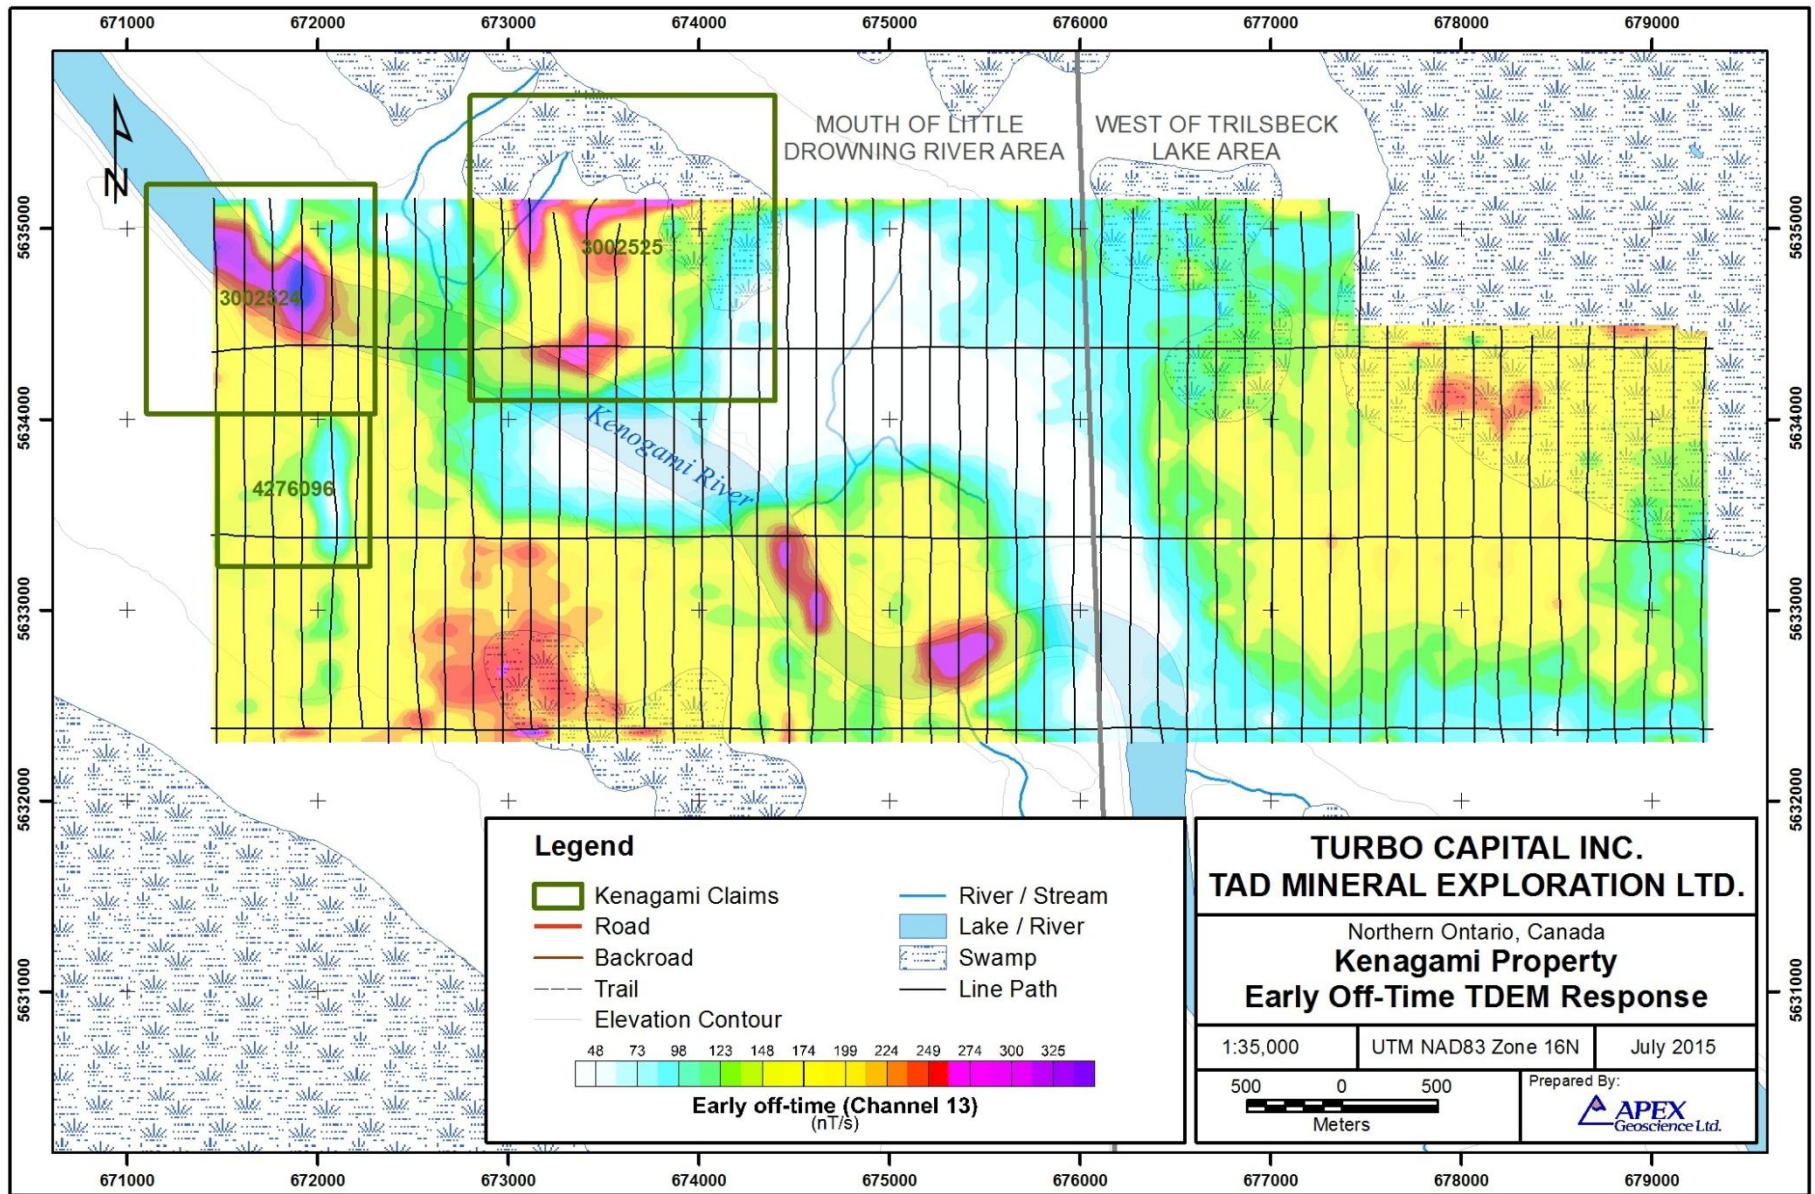 671000 672000 673000 674000 675000 676000 677000 678000 679000
MOUTH OF LITTLE
DROWNING RIVER AREA
WEST OF TRILSBECK
LAKE AREA
N
5635000
5635000
3002525
3002524
5634000
5634000
Kenogami River
4276096
5633000
5633000
5632000
5632000
5631000
5631000
Legend
Kenagami Claims
Road
Backroad
Trail
Elevation Contour
River / Stream
Lake / River
Swamp
Line Path
48 73 98 123 148 174 199 224 249 274 300 325
Early off-time (Channel 13)
(nT/s)
TURBO CAPITAL INC.
TAD MINERAL EXPLORATION LTD.
Northern Ontario, Canada
Kenagami Property
Early Off-Time TDEM Response
1:35,000
UTM NAD83 Zone 16N
July 2015
500 0 500
Meters
Prepared By:
APEX
Geoscience Ltd.
671000 672000 673000 674000 675000 676000 677000 678000 679000